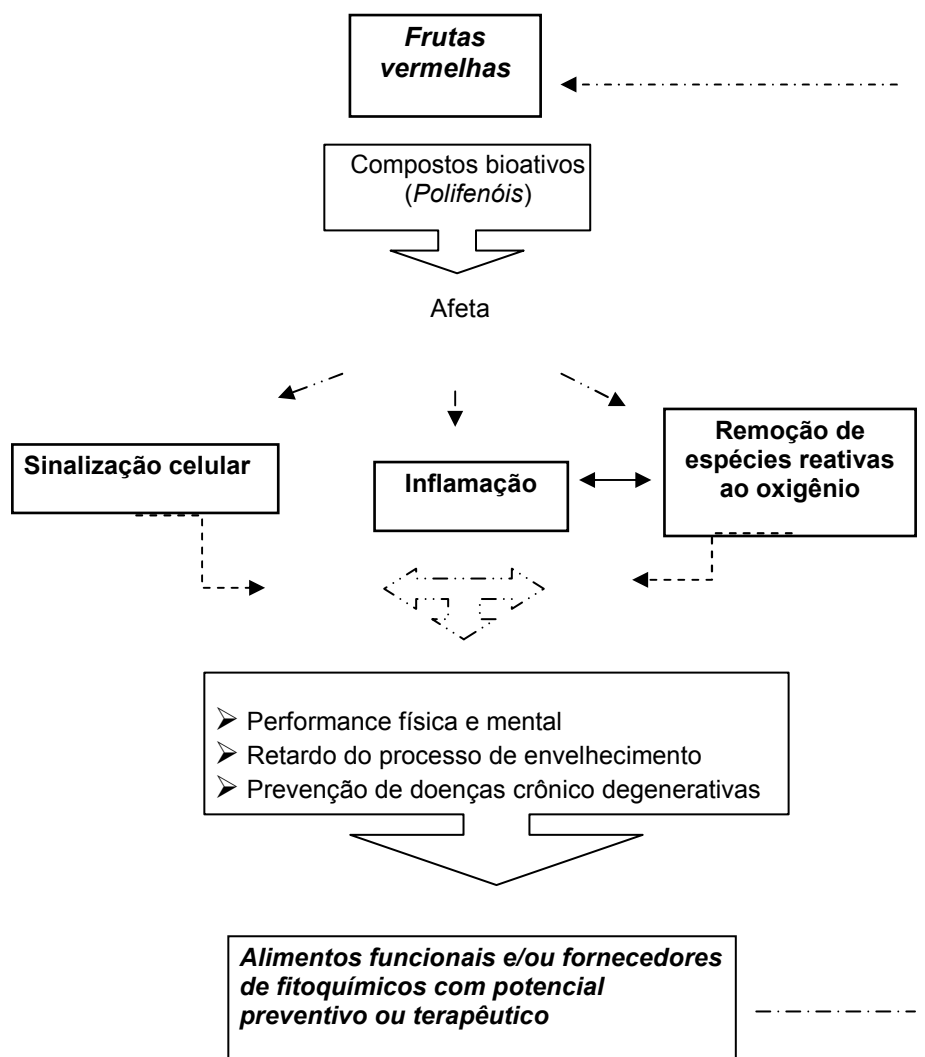 Frutas
vermelhas
Compostos bioativos
(Polifenóis)
Afeta
Sinalização celular
Inflamação
Remoção de
espécies reativas
ao oxigênio
➢ Performance física e mental
➢ Retardo do processo de envelhecimento
➢ Prevenção de doenças crônico degenerativas
Alimentos funcionais e/ou fornecedores
de fitoquímicos com potencial
preventivo ou terapêutico